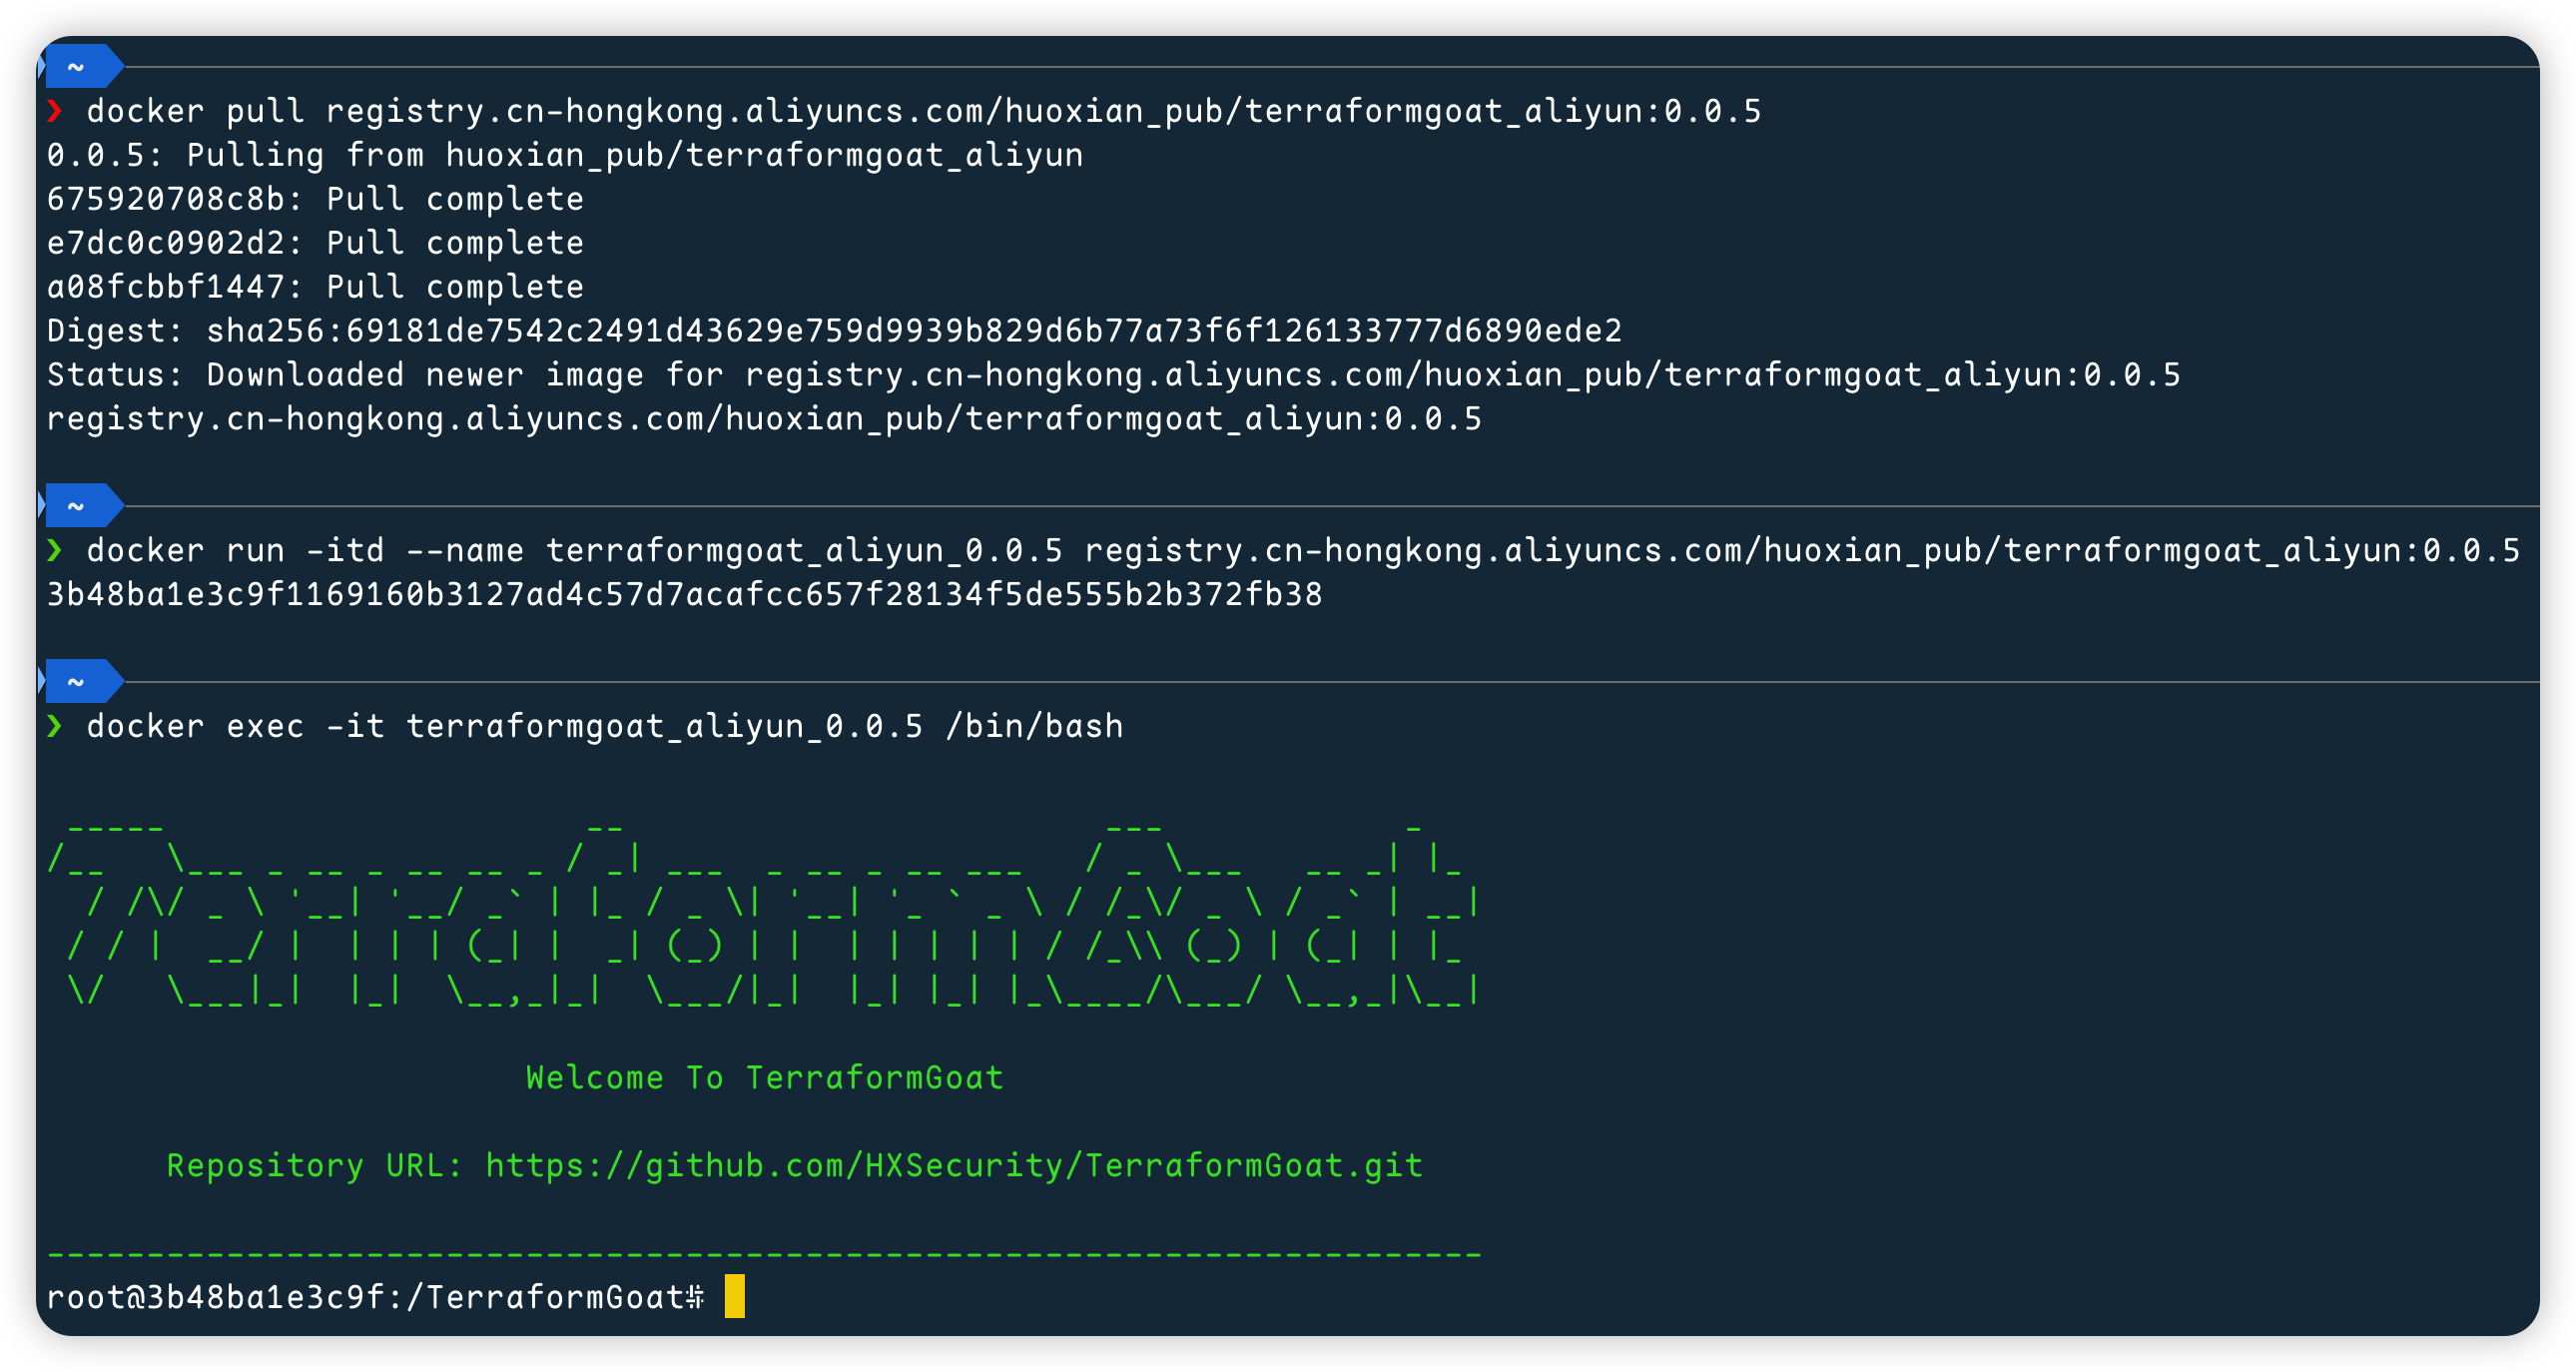 ~
❯ docker pull registry.cn-hongkong.aliyuncs.com/huoxian_pub/terraformgoat_aliyun:0.0.5
0.0.5: Pulling from huoxian_pub/terraformgoat_aliyun
675920708c8b: Pull complete
e7dc0c0902d2: Pull complete
a08fcbbf1447: Pull complete
Digest: sha256:69181de7542c2491d43629e759d9939b829d6b77a73f6f126133777d6890ede2
Status: Downloaded newer image for registry.cn-hongkong.aliyuncs.com/huoxian_pub/terraformgoat_aliyun:0.0.5
registry.cn-hongkong.aliyuncs.com/huoxian_pub/terraformgoat_aliyun:0.0.5
~
❯ docker run -itd --name terraformgoat_aliyun_0.0.5 registry.cn-hongkong.aliyuncs.com/huoxian_pub/terraformgoat_aliyun:0.0.5
3b48ba1e3c9f1169160b3127ad4c57d7acafcc657f28134f5de555b2b372fb38
~
❯ docker exec -it terraformgoat_aliyun_0.0.5 /bin/bash
TerraformGoat
Welcome To TerraformGoat
Repository URL: https://github.com/HXSecurity/TerraformGoat.git
------------------------------------------------------------------------
root@3b48ba1e3c9f:/TerraformGoat#